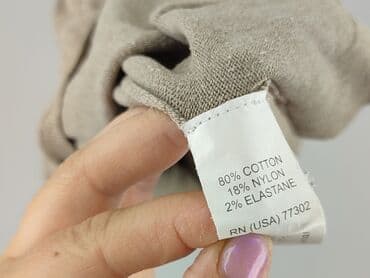 80% COTTON
18% NYLON
2% ELASTANE
RN (USA) 77302